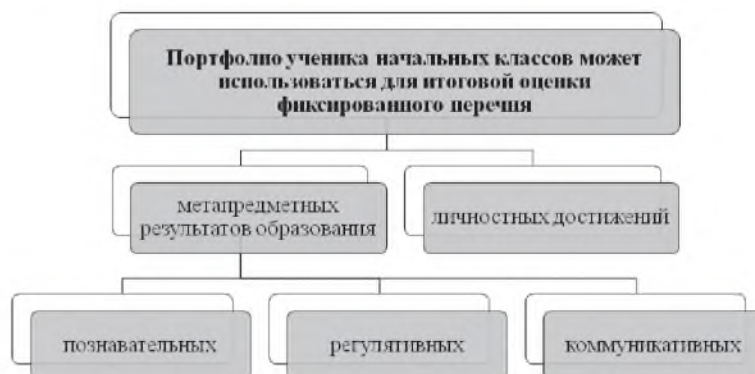 Портфолио ученика начальных классов может
использоваться для итоговой оценки
фиксированного перечня
метапредметных
результатов образования
личностных достижений
познавательных
регулятивных
коммуникативных